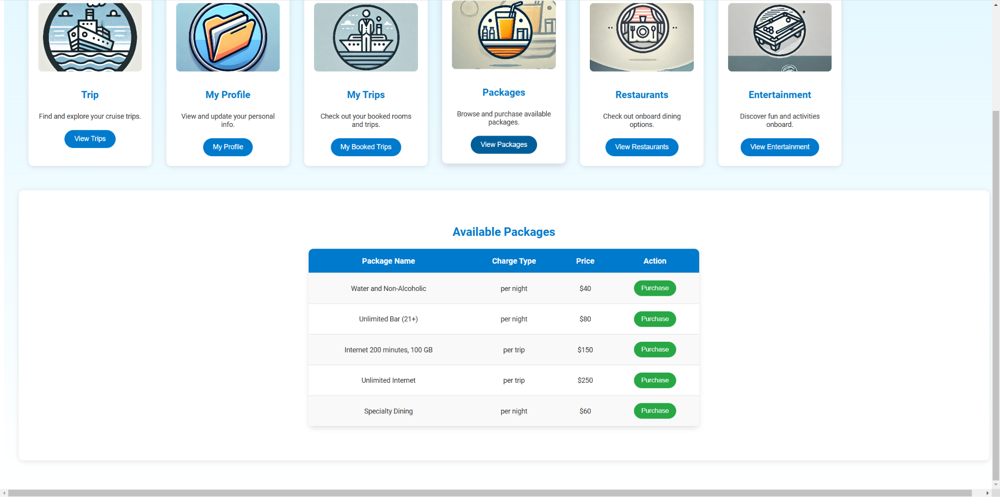 Trip
Find and explore your cruise trips.
View Trips
My Profile
View and update your personal
info.
My Profile
My Trips
Check out your booked rooms
and trips.
My Booked Trips
Packages
Browse and purchase available
packages.
View Packages
Restaurants
Check out onboard dining
options.
View Restaurants
Entertainment
Discover fun and activities
onboard.
View Entertainment
Available Packages
Package Name Charge Type Price Action
Water and Non-Alcoholic per night $40 Purchase
Unlimited Bar (21+) per night $80 Purchase
Internet 200 minutes, 100 GB per trip $150 Purchase
Unlimited Internet per trip $250 Purchase
Specialty Dining per night $60 Purchase